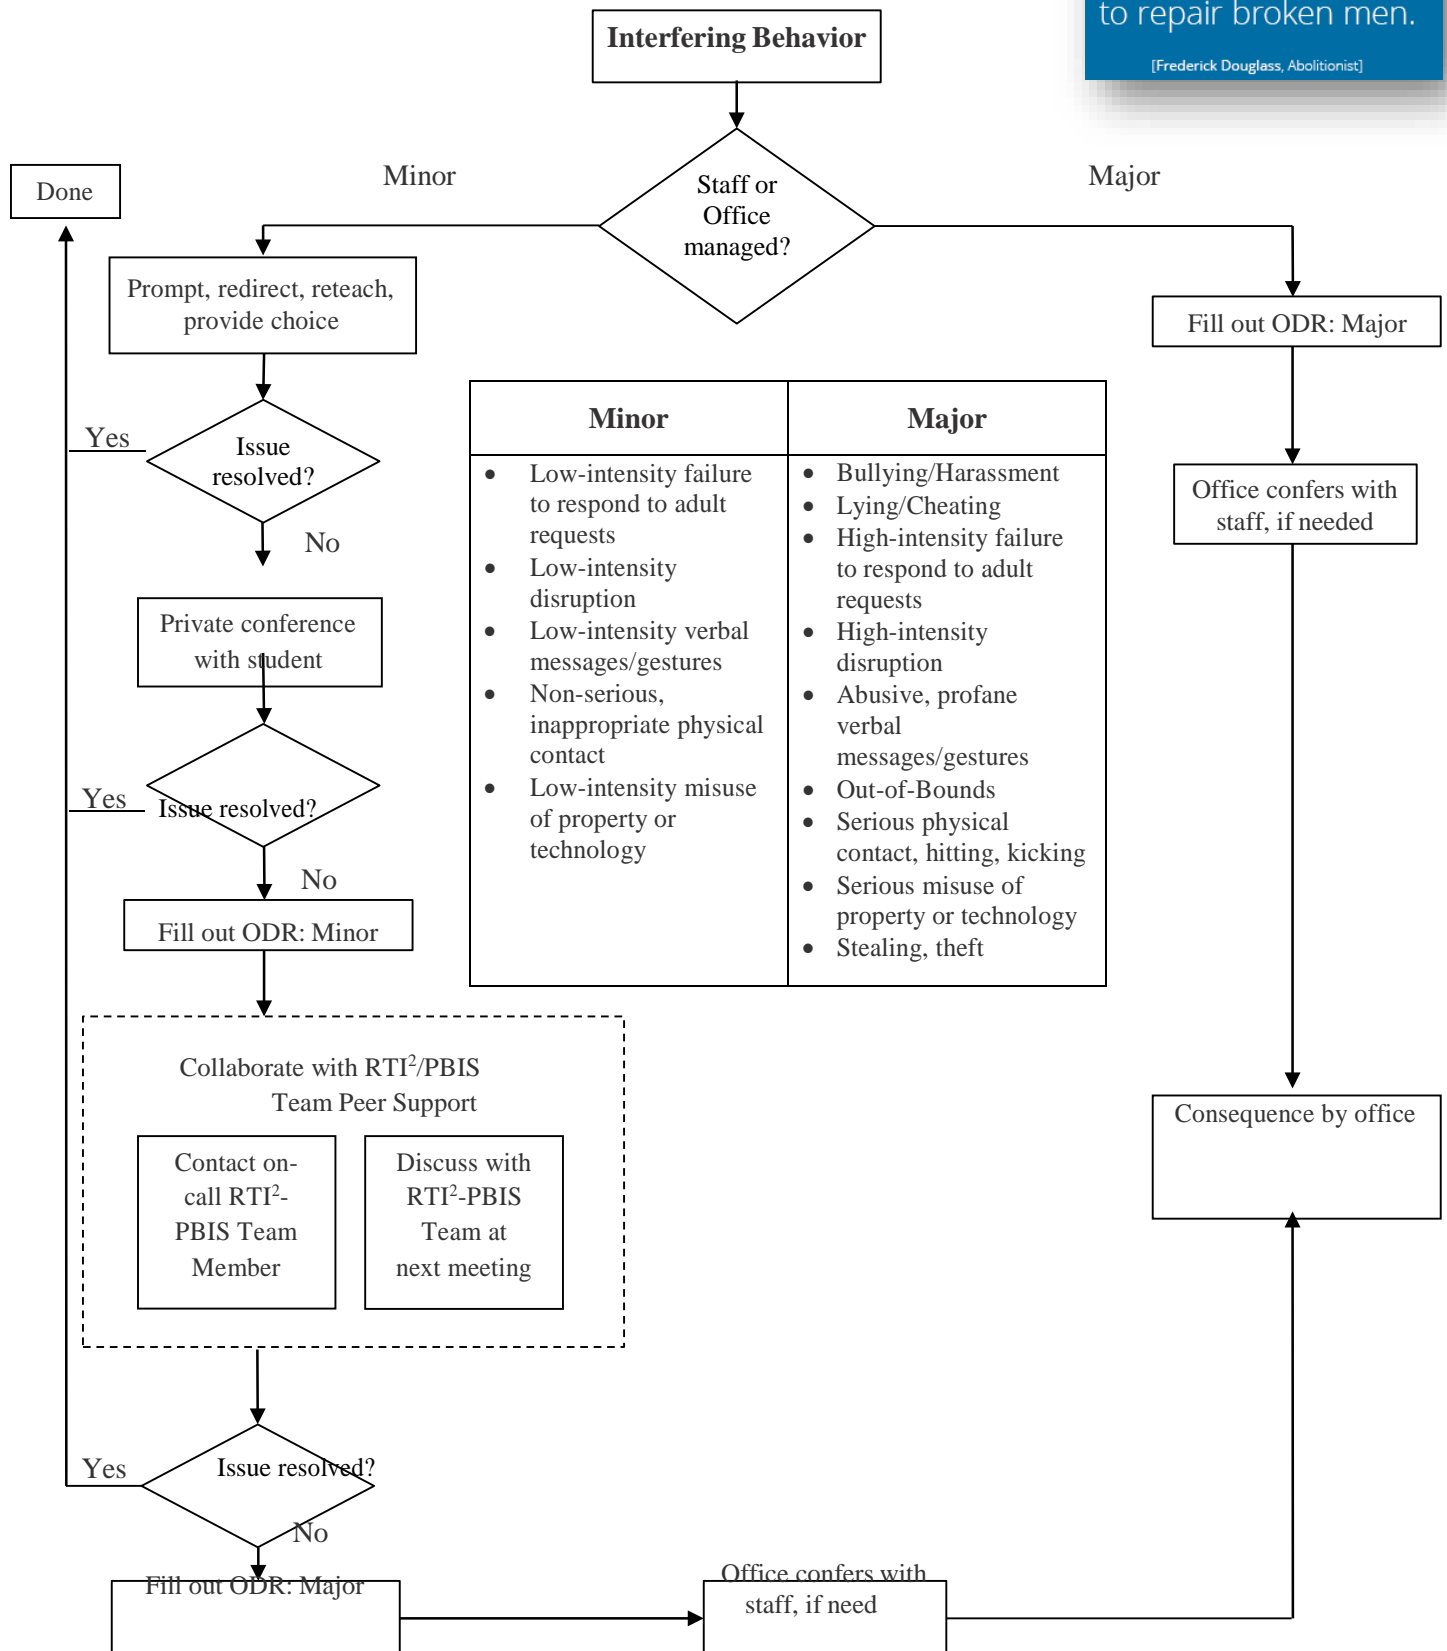 to repair broken men.
[Frederick Douglass, Abolitionist]
Interfering Behavior
Done
Minor
Staff or
Office
managed?
Major
Prompt, redirect, reteach,
provide choice
Fill out ODR: Major
Yes
Issue
resolved?
No
Private conference
with student
Yes
Issue resolved?
No
Fill out ODR: Minor
Minor
Low-intensity failure
to respond to adult
requests
Low-intensity
disruption
Low-intensity verbal
messages/gestures
Non-serious,
inappropriate physical
contact
Low-intensity misuse
of property or
technology
Major
Bullying/Harassment
Lying/Cheating
High-intensity failure
to respond to adult
requests
High-intensity
disruption
Abusive, profane
verbal
messages/gestures
Out-of-Bounds
Serious physical
contact, hitting, kicking
Serious misuse of
property or technology
Stealing, theft
Office confers with
staff, if needed
Collaborate with RTI²/PBIS
Team Peer Support
Contact on-
call RTI²-
PBIS Team
Member
Discuss with
RTI²-PBIS
Team at
next meeting
Consequence by office
Yes
Issue resolved?
No
Fill out ODR: Major
Office confers with
staff, if need